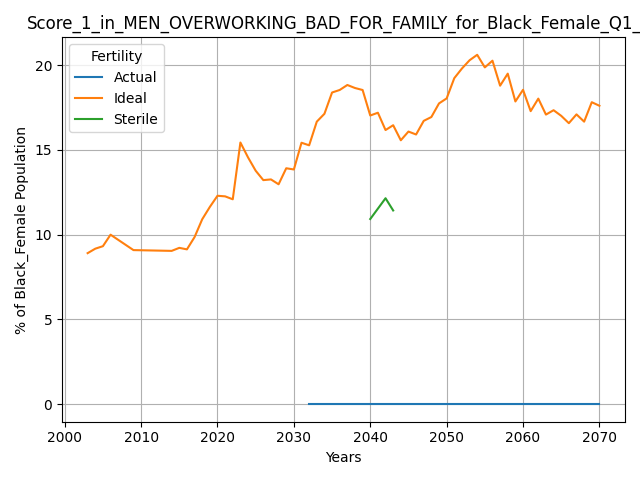 Score_1_in_MEN_OVERWORKING_BAD_FOR_FAMILY_for_Black_Female_Q1_
Fertility
Actual
Ideal
Sterile
% of Black_Female Population
20
15
10
5
0
2000 2010 2020 2030 2040 2050 2060 2070
Years